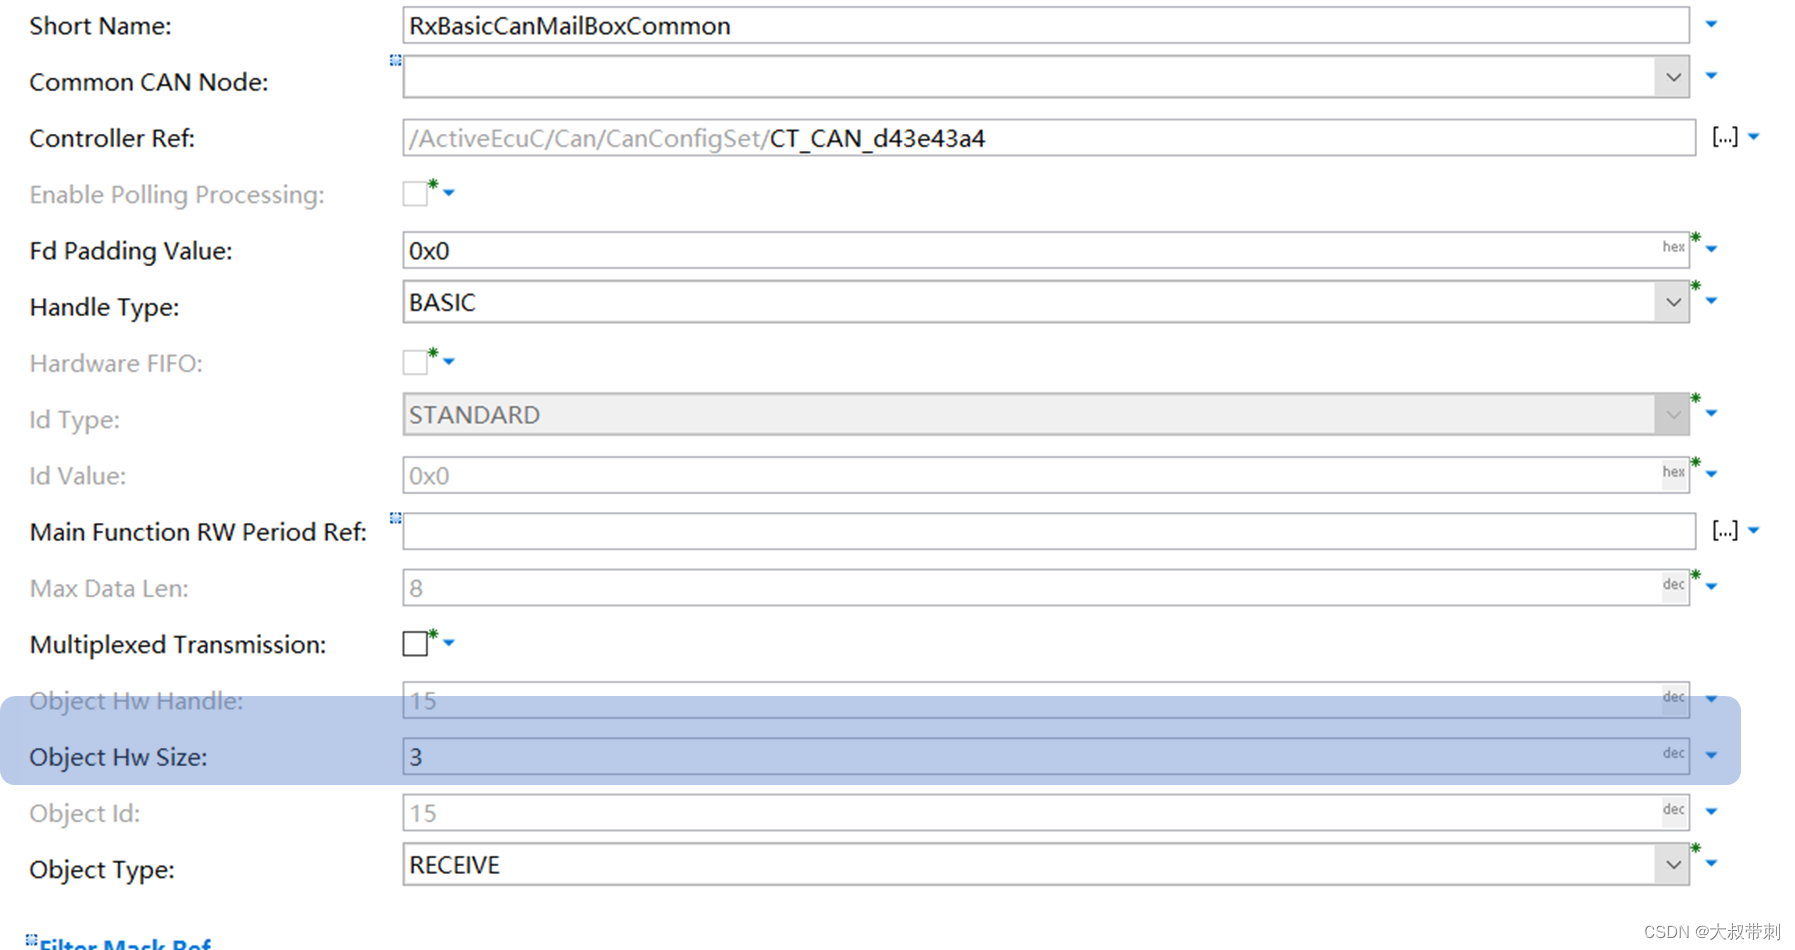 Short Name: RxBasicCanMailBoxCommon
Common CAN Node:
Controller Ref: /ActiveEcuC/Can/CanConfigSet/CT_CAN_d43e43a4 [...]
Enable Polling Processing:
Fd Padding Value: 0x0 hex
Handle Type: BASIC
Hardware FIFO:
Id Type: STANDARD
Id Value: 0x0 hex
Main Function RW Period Ref: [...]
Max Data Len: 8 dec
Multiplexed Transmission:
Object Hw Handle: 15 dec
Object Hw Size: 3 dec
Object Id: 15 dec
Object Type: RECEIVE
Filter Mask Ref
CSDN @大叔带刺